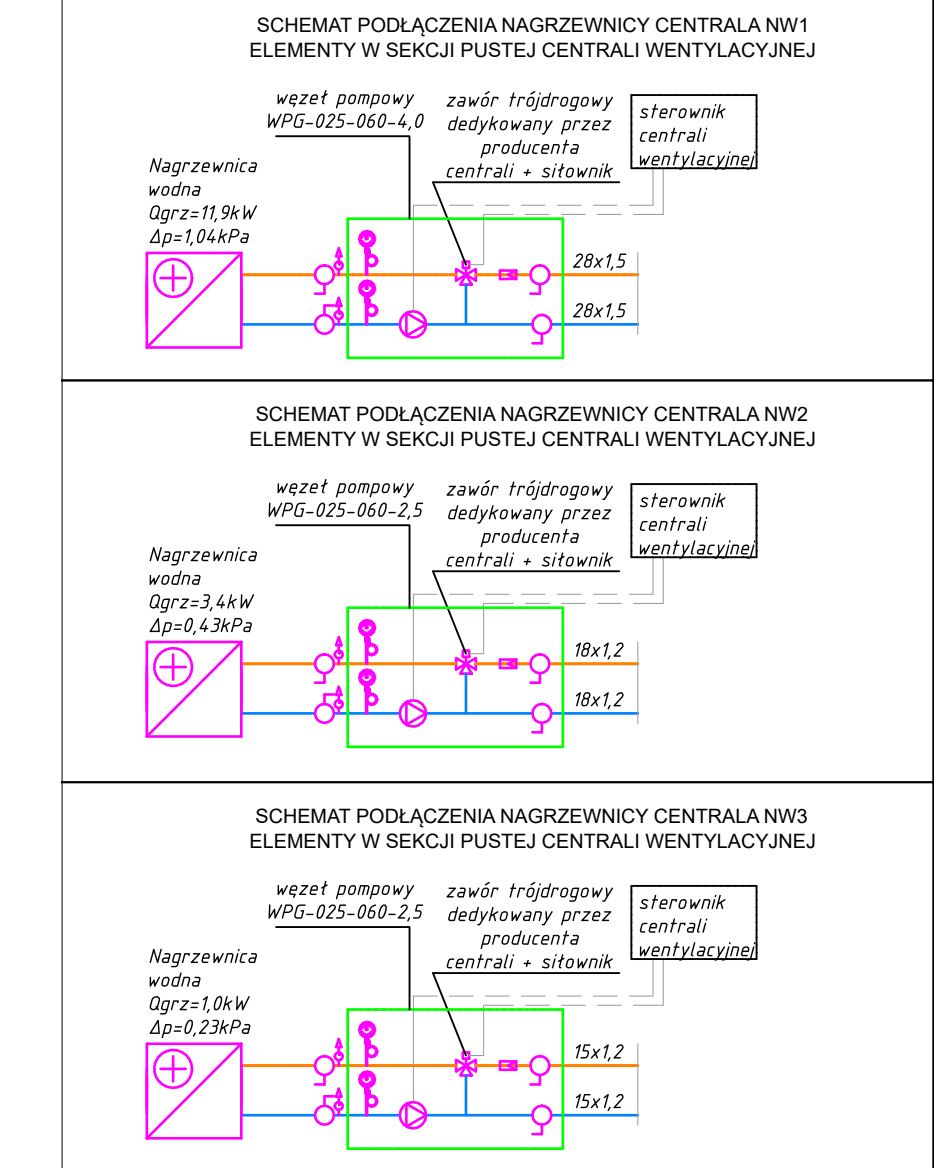 SCHEMAT PODŁĄCZENIA NAGRZEWNICY CENTRALA NW1
ELEMENTY W SEKCJI PUSTEJ CENTRALI WENTYLACYJNEJ
węzeł pompowy
WPG-025-060-4,0
zawór trójdrogowy
dedykowany przez
producenta
centrali + siłownik
sterownik
centrali
wentylacyjnej
Nagrzewnica
wodna
Qgrz=11,9kW
Δp=1,04kPa
28x1,5
28x1,5
SCHEMAT PODŁĄCZENIA NAGRZEWNICY CENTRALA NW2
ELEMENTY W SEKCJI PUSTEJ CENTRALI WENTYLACYJNEJ
węzeł pompowy
WPG-025-060-2,5
zawór trójdrogowy
dedykowany przez
producenta
centrali + siłownik
sterownik
centrali
wentylacyjnej
Nagrzewnica
wodna
Qgrz=3,4kW
Δp=0,43kPa
18x1,2
18x1,2
SCHEMAT PODŁĄCZENIA NAGRZEWNICY CENTRALA NW3
ELEMENTY W SEKCJI PUSTEJ CENTRALI WENTYLACYJNEJ
węzeł pompowy
WPG-025-060-2,5
zawór trójdrogowy
dedykowany przez
producenta
centrali + siłownik
sterownik
centrali
wentylacyjnej
Nagrzewnica
wodna
Qgrz=1,0kW
Δp=0,23kPa
15x1,2
15x1,2